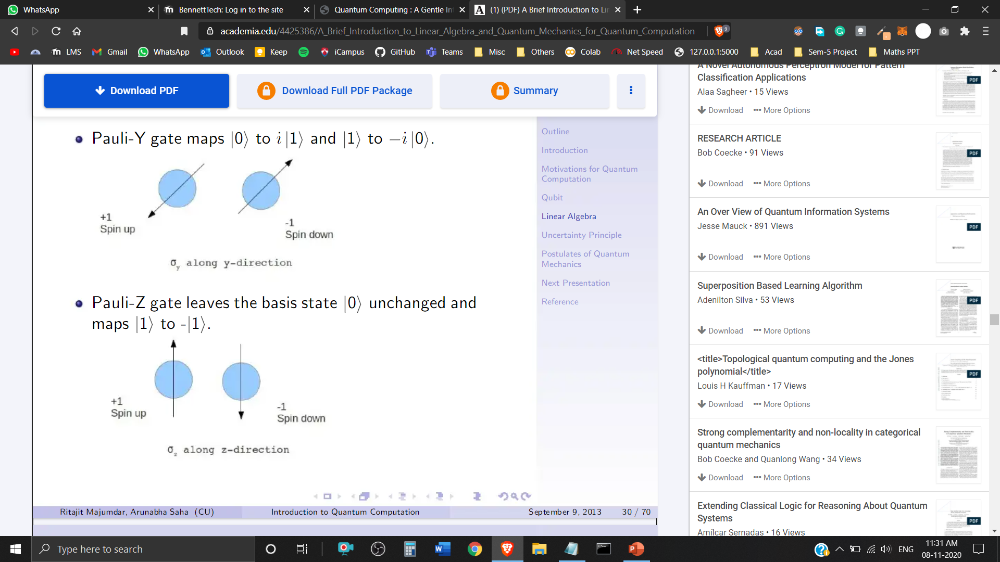 WhatsApp
BennettTech: Log in to the site
Quantum Computing : A Gentle In
(1) (PDF) A Brief Introduction to Lin
academia.edu/4425386/A_Brief_Introduction_to_Linear_Algebra_and_Quantum_Mechanics_for_Quantum_Computation
9
LMS Gmail WhatsApp Outlook Keep iCampus GitHub Teams Misc Others Colab Net Speed 127.0.0.1:5000 Acad Sem-5 Project Maths PPT
Download PDF
Download Full PDF Package
Summary
Pauli-Y gate maps |0⟩ to i|1⟩ and |1⟩ to −i|0⟩.
+1
Spin up
-1
Spin down
σy along y-direction
Pauli-Z gate leaves the basis state |0⟩ unchanged and
maps |1⟩ to -|1⟩.
+1
Spin up
-1
Spin down
σz along z-direction
Outline
Introduction
Motivations for Quantum
Computation
Qubit
Linear Algebra
Uncertainty Principle
Postulates of Quantum
Mechanics
Next Presentation
Reference
Ritajit Majumdar, Arunabha Saha (CU)
Introduction to Quantum Computation
September 9, 2013
30 / 70
A Novel Autonomous Perceptron Model for Pattern
Classification Applications
Alaa Sagheer • 15 Views
Download More Options
PDF
RESEARCH ARTICLE
Bob Coecke • 91 Views
Download More Options
PDF
An Over View of Quantum Information Systems
Jesse Mauck • 891 Views
Download More Options
PDF
Superposition Based Learning Algorithm
Adenilton Silva • 53 Views
Download More Options
PDF
<title>Topological quantum computing and the Jones
polynomial</title>
Louis H Kauffman • 17 Views
Download More Options
PDF
Strong complementarity and non-locality in categorical
quantum mechanics
Bob Coecke and Quanlong Wang • 34 Views
Download More Options
Extending Classical Logic for Reasoning About Quantum
Systems
Amílcar Sernadas • 16 Views
PDF
Type here to search
ENG
11:31 AM
08-11-2020